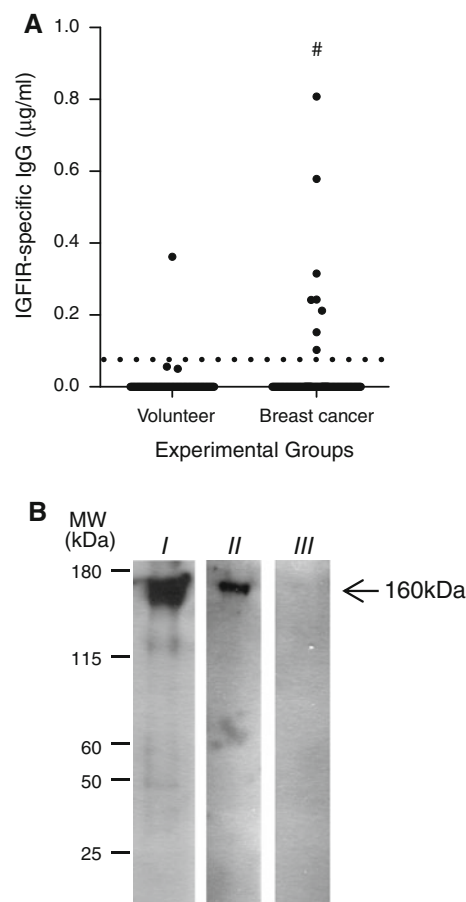 A
IGFIR-specific IgG (µg/ml)
1.0
0.8
0.6
0.4
0.2
0.0
#
Volunteer
Breast cancer
Experimental Groups
B
MW
(kDa)
I II III
180
115
60
50
25
160kDa